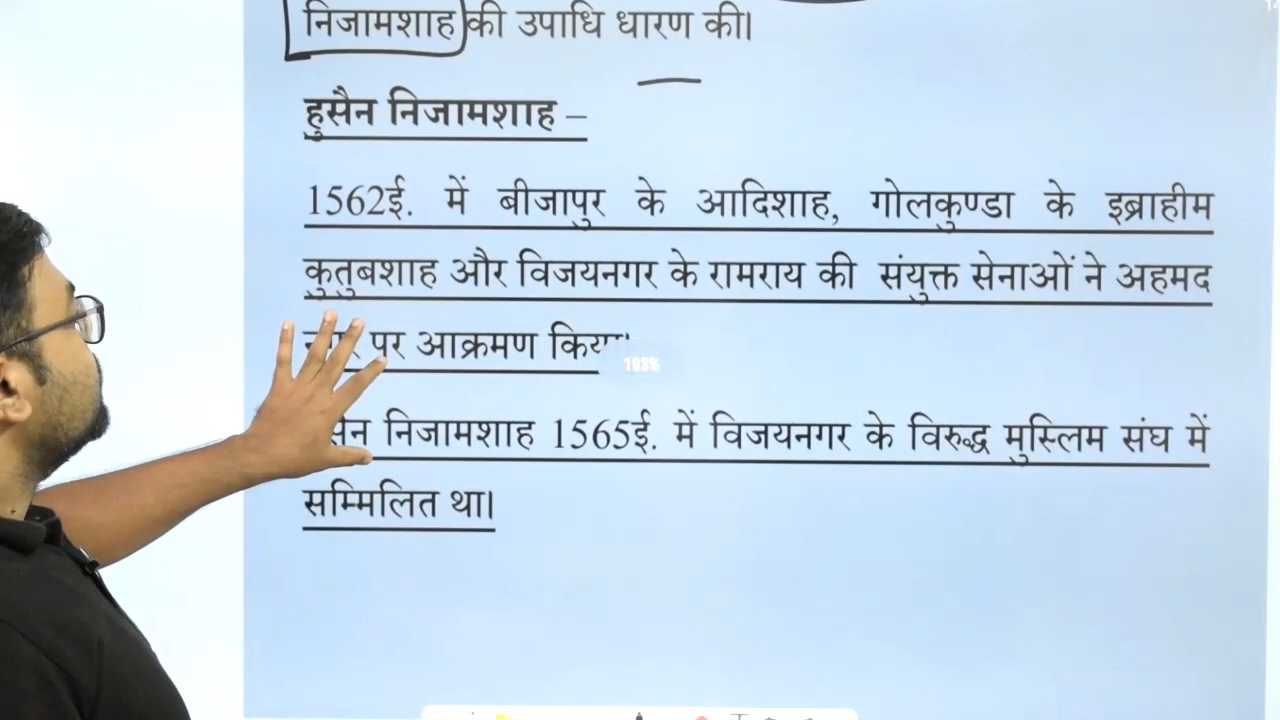 निजामशाह की उपाधि धारण की।
हुसैन निजामशाह –
1562ई. में बीजापुर के आदिशाह, गोलकुण्डा के इब्राहीम
कुतुबशाह और विजयनगर के रामराय की संयुक्त सेनाओं ने अहमद
पर आक्रमण
193%
निजामशाह 1565ई. में विजयनगर के विरुद्ध मुस्लिम संघ में
सम्मिलित था।